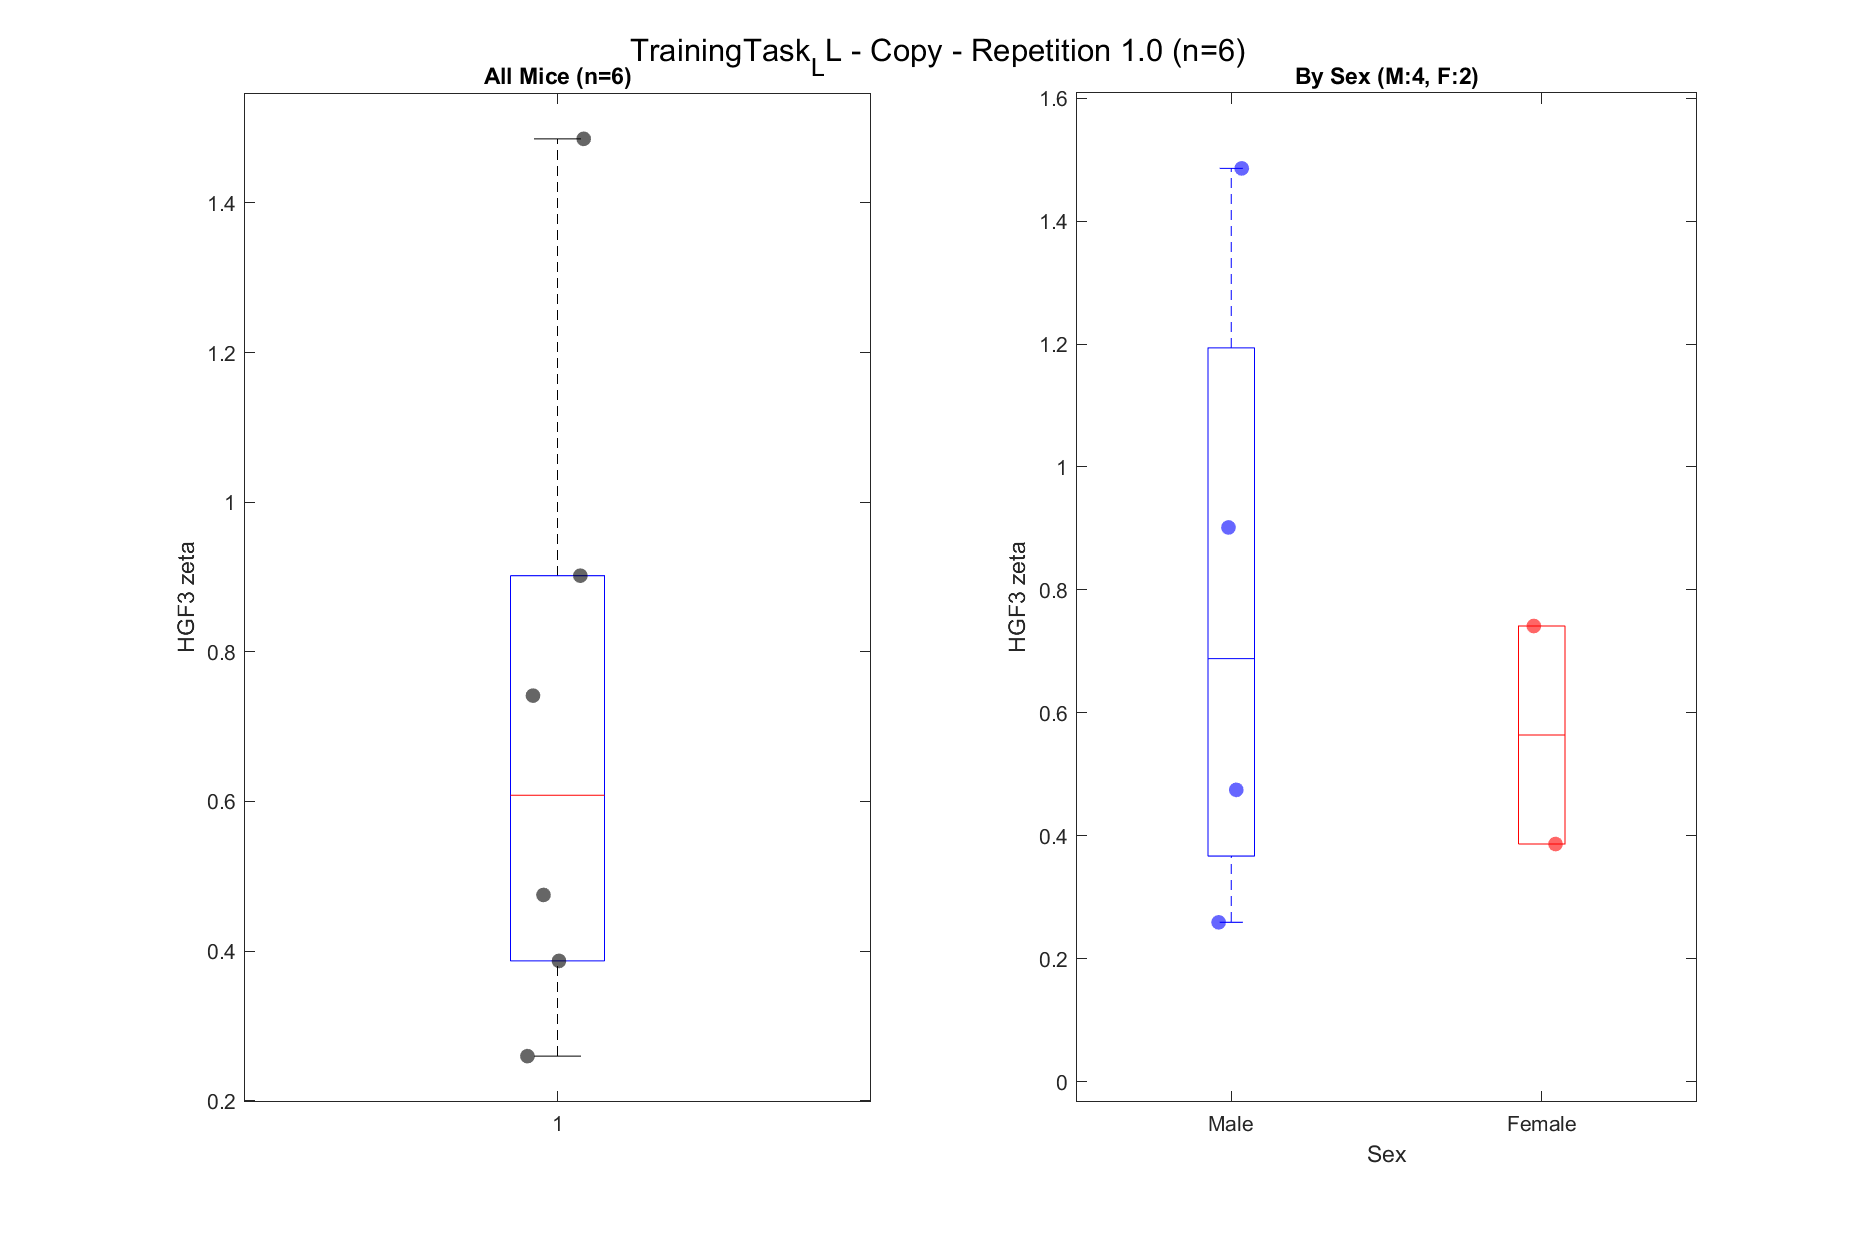 TrainingTask_LL - Copy - Repetition 1.0 (n=6)
All Mice (n=6)
1.4
1.2
1
0.8
0.6
0.4
0.2
HGF3 zeta
1
By Sex (M:4, F:2)
1.6
1.4
1.2
1
0.8
0.6
0.4
0.2
0
HGF3 zeta
Male
Female
Sex